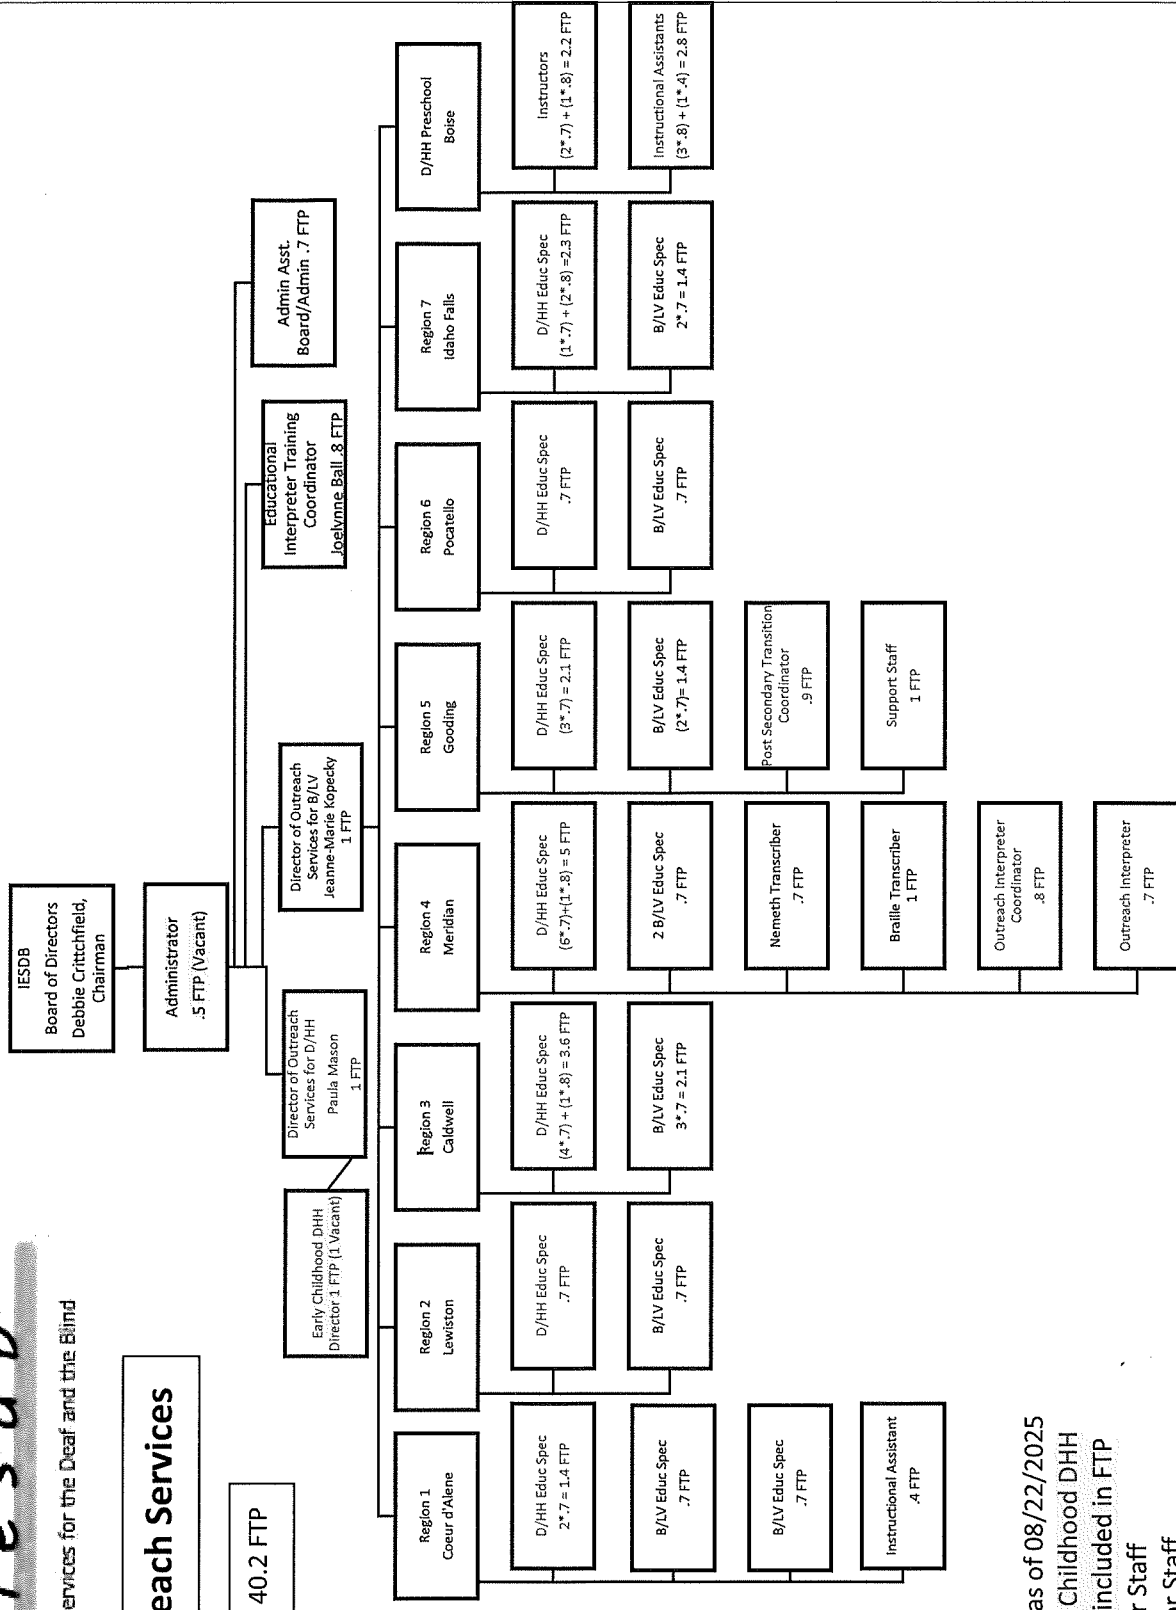 IESDB
Board of Directors
Debbie Crittchfield,
Chairman
Administrator
.5 FTP (Vacant)
ervices for the Deaf and the Blind
each Services
40.2 FTP
Early Childhood DHH
Director 1 FTP (1 Vacant)
Director of Outreach
Services for D/HH
Paula Mason
1 FTP
Director of Outreach
Services for B/LV
Jeanne-Marie Kopecky
1 FTP
Educational
Interpreter Training
Coordinator
Joelynne Ball .8 FTP
Admin Asst.
Board/Admin .7 FTP
Region 1
Coeur d'Alene
D/HH Educ Spec
2*.7 = 1.4 FTP
B/LV Educ Spec
.7 FTP
B/LV Educ Spec
.7 FTP
Instructional Assistant
.4 FTP
Region 2
Lewiston
D/HH Educ Spec
.7 FTP
B/LV Educ Spec
.7 FTP
Region 3
Caldwell
D/HH Educ Spec
(4*.7) + (1*.8) = 3.6 FTP
B/LV Educ Spec
3*.7 = 2.1 FTP
Region 4
Meridian
D/HH Educ Spec
(6*.7)+(1*.8) = 5 FTP
2 B/LV Educ Spec
.7 FTP
Nemeth Transcriber
.7 FTP
Braille Transcriber
1 FTP
Outreach Interpreter
Coordinator
.8 FTP
Outreach Interpreter
.7 FTP
Region 5
Gooding
D/HH Educ Spec
(3*.7) = 2.1 FTP
B/LV Educ Spec
(2*.7)= 1.4 FTP
Post Secondary Transition
Coordinator
.9 FTP
Support Staff
1 FTP
Region 6
Pocatello
D/HH Educ Spec
.7 FTP
B/LV Educ Spec
.7 FTP
Region 7
Idaho Falls
D/HH Educ Spec
(1*.7) + (2*.8) =2.3 FTP
B/LV Educ Spec
2*.7 = 1.4 FTP
D/HH Preschool
Boise
Instructors
(2*.7) + (1*.8) = 2.2 FTP
Instructional Assistants
(3*.8) + (1*.4) = 2.8 FTP
as of 08/22/2025
Childhood DHH
included in FTP
r Staff
r Staff